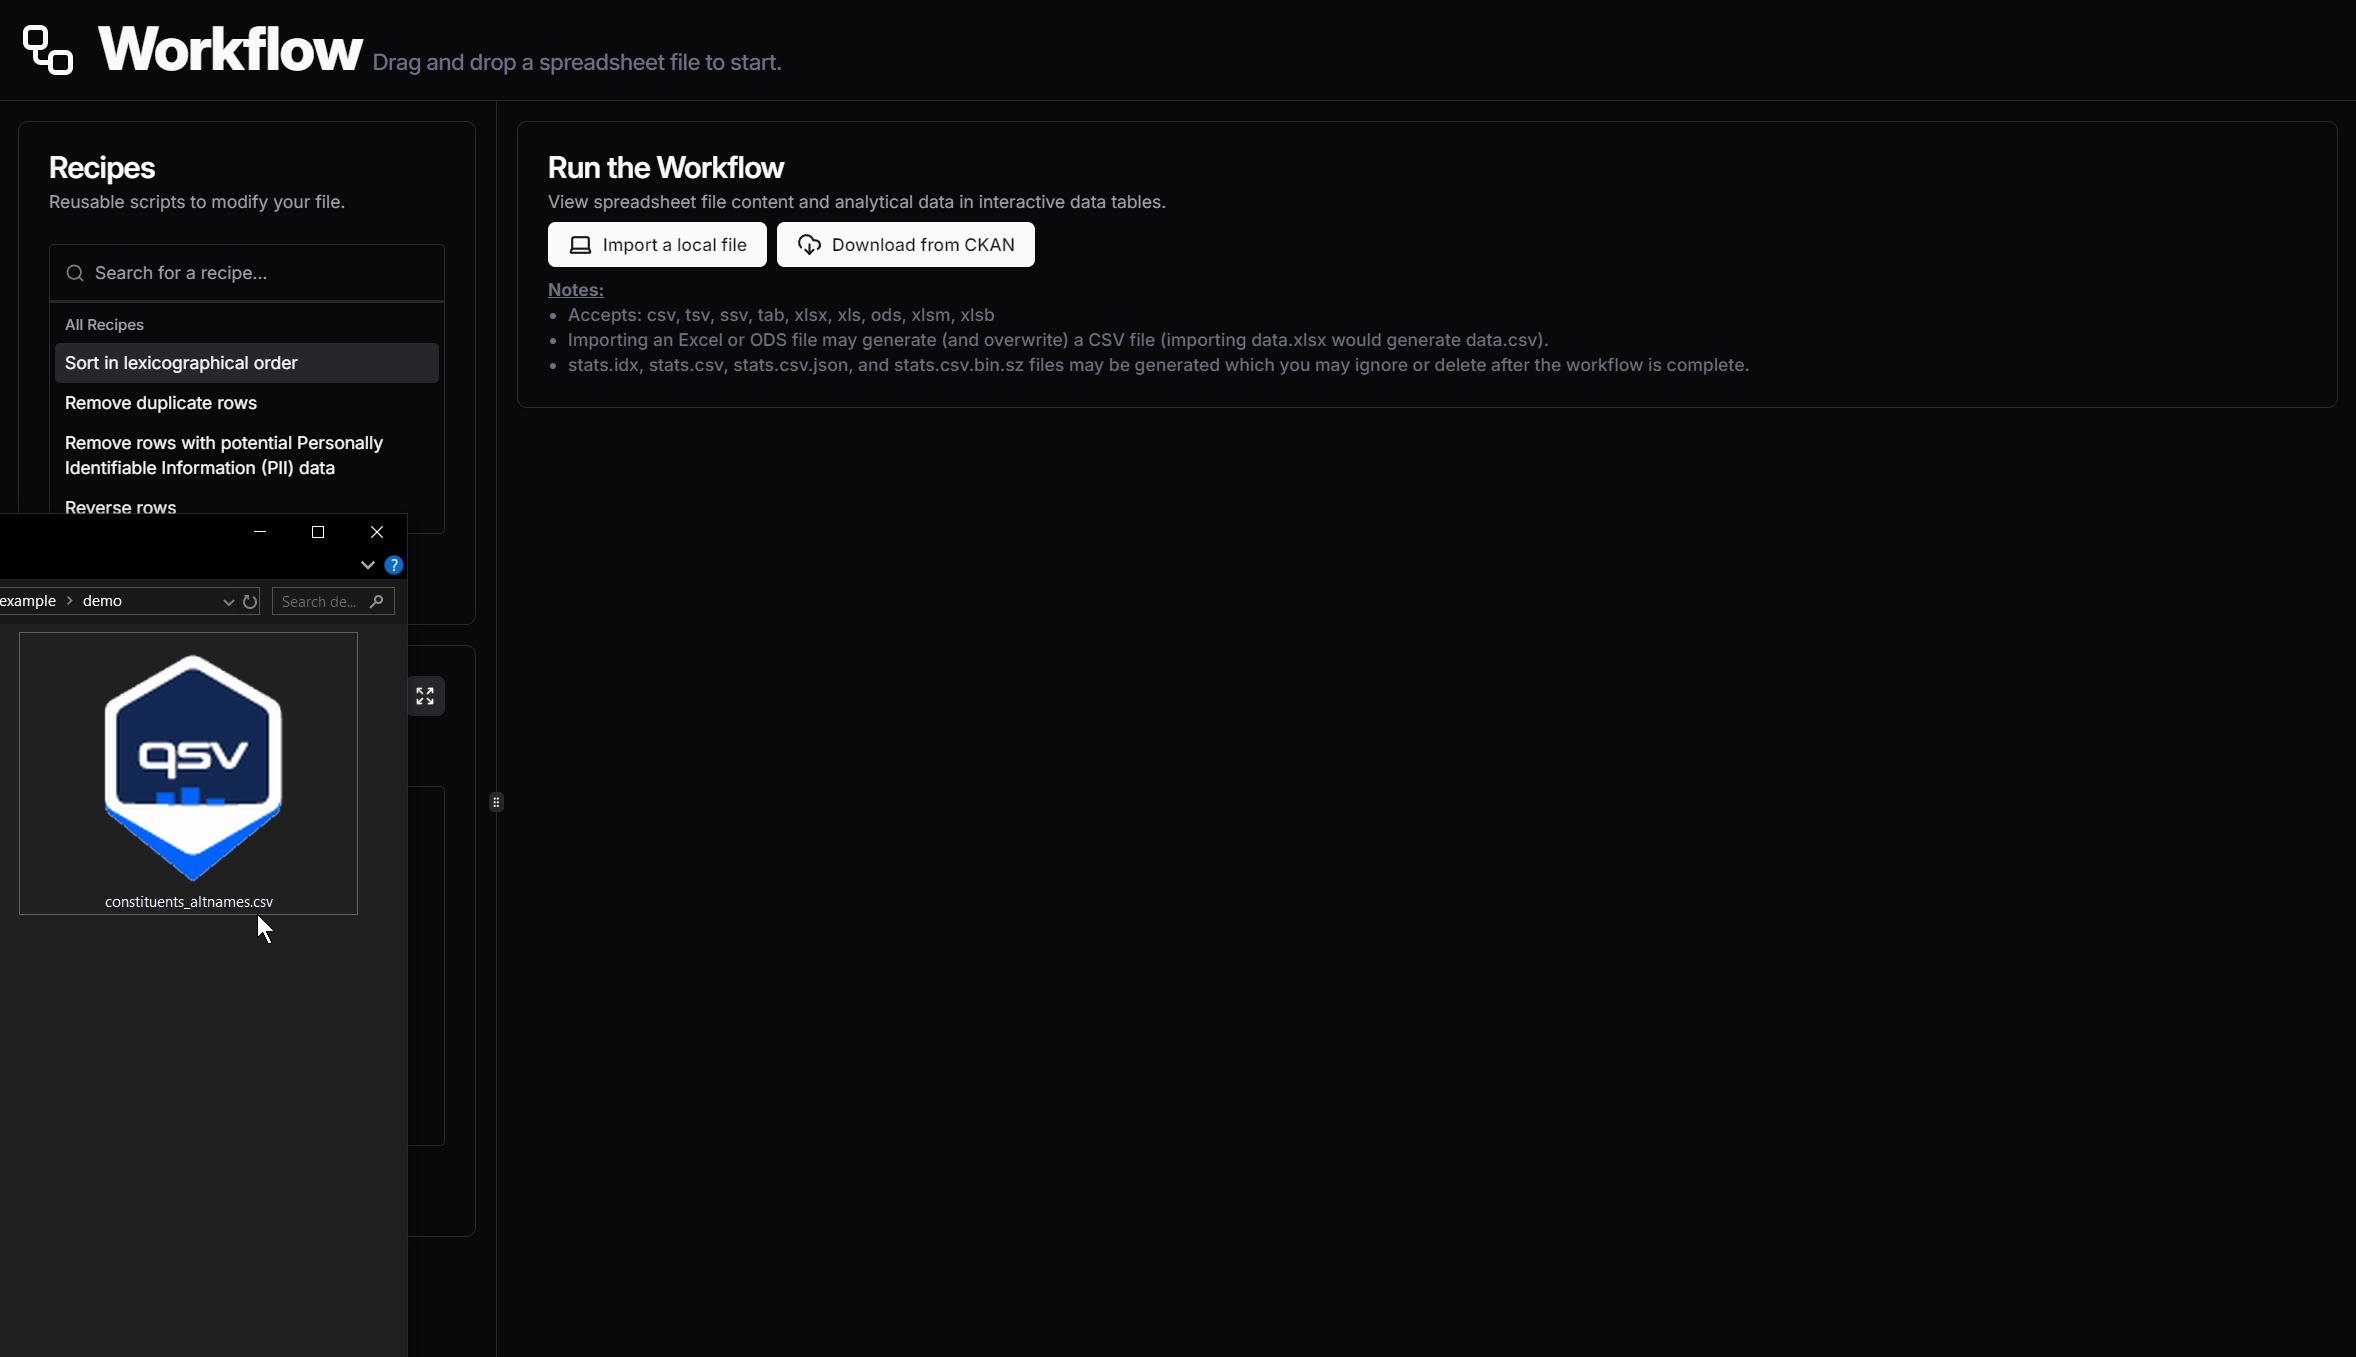 Workflow Drag and drop a spreadsheet file to start.
Recipes
Reusable scripts to modify your file.
Search for a recipe...
All Recipes
Sort in lexicographical order
Remove duplicate rows
Remove rows with potential Personally
Identifiable Information (PII) data
Reverse rows
Run the Workflow
View spreadsheet file content and analytical data in interactive data tables.
Import a local file
Download from CKAN
Notes:
• Accepts: csv, tsv, ssv, tab, xlsx, xls, ods, xlsm, xlsb
• Importing an Excel or ODS file may generate (and overwrite) a CSV file (importing data.xlsx would generate data.csv).
• stats.idx, stats.csv, stats.csv.json, and stats.csv.bin.sz files may be generated which you may ignore or delete after the workflow is complete.
?
example > demo
Search de...
qsv
constituents_altnames.csv